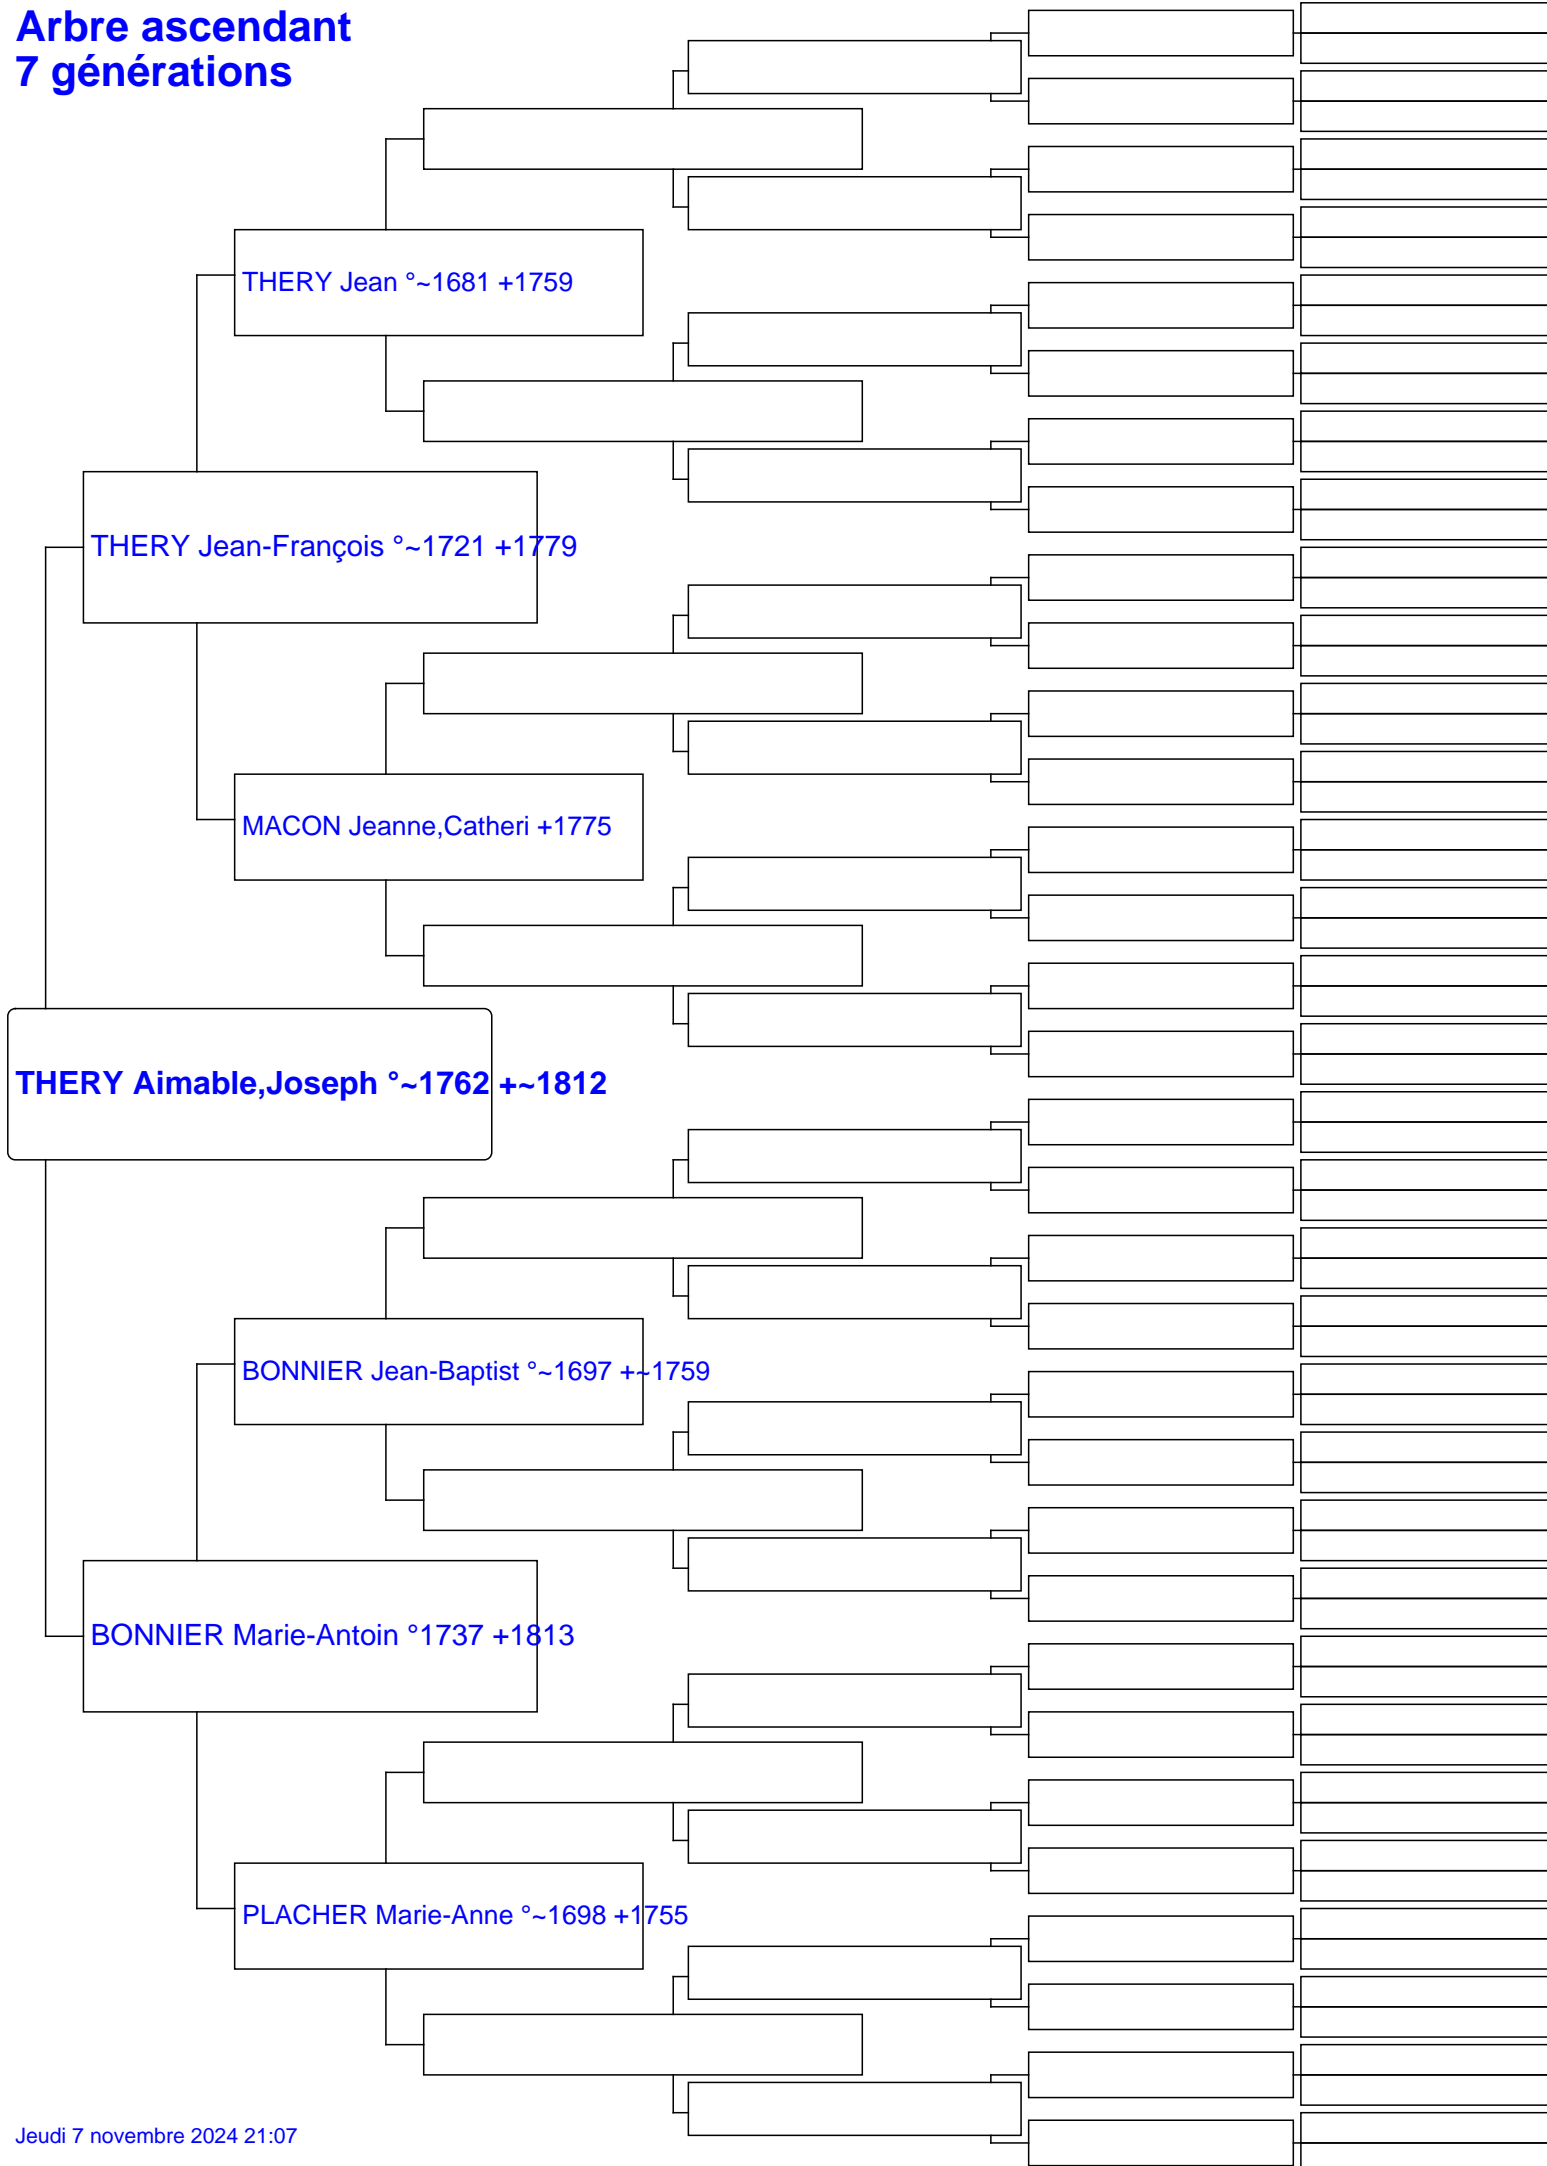 Arbre ascendant
7 générations
THERY Jean °~1681 +1759
THERY Jean-François °~1721 +1779
MACON Jeanne,Catheri +1775
THERY Aimable,Joseph °~1762 +~1812
BONNIER Jean-Baptist °~1697 +~1759
BONNIER Marie-Antoin °1737 +1813
PLACHER Marie-Anne °~1698 +1755
Jeudi 7 novembre 2024 21:07